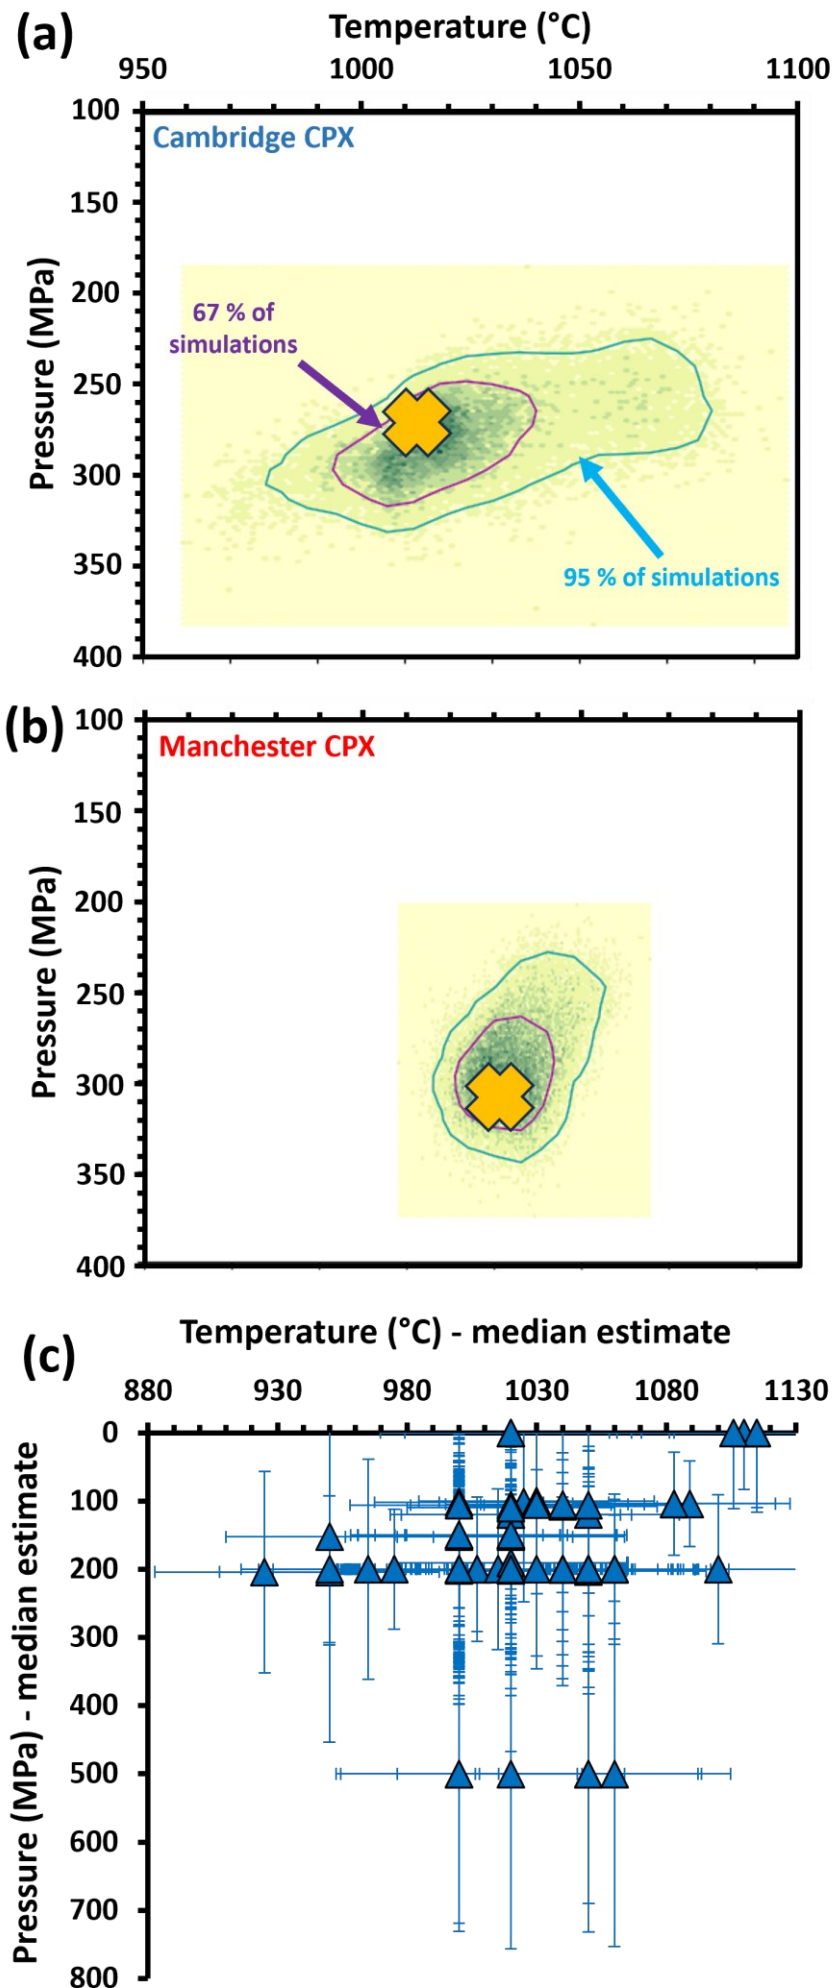 (a)
Temperature (°C)
950 1000 1050 1100
100
Cambridge CPX
150
200
67 % of
simulations
250
300
350
95 % of simulations
400
Pressure (MPa)
(b)
100
Manchester CPX
150
200
250
300
350
400
Pressure (MPa)
(c)
Temperature (°C) - median estimate
880 930 980 1030 1080 1130
0
100
200
300
400
500
600
700
800
Pressure (MPa) - median estimate